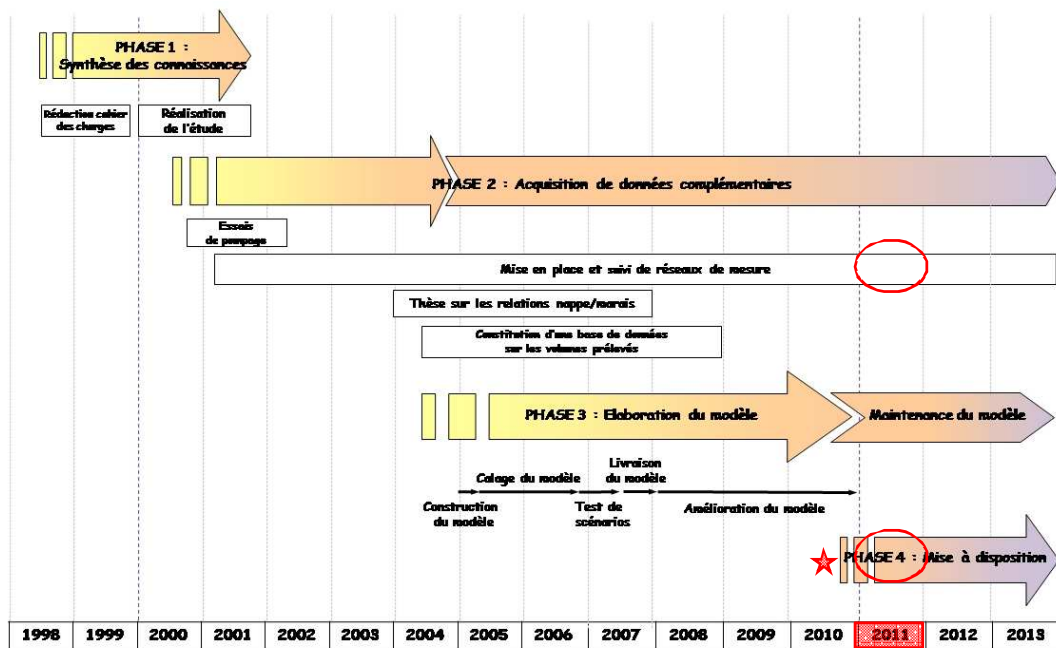 PHASE 1 :
Synthèse des connaissances
Rédaction cahier
des charges
Réalisation
de l'étude
PHASE 2 : Acquisition de données complémentaires
Essais
de pompage
Mise en place et suivi de réseaux de mesure
Thèse sur les relations nappe/marais
Constitution d'une base de données
sur les volumes prélevés
PHASE 3 : Elaboration du modèle
Maintenance du modèle
Calage du modèle
Livraison
du modèle
Construction
du modèle
Test de
scénarios
Amélioration du modèle
PHASE 4 : Mise à disposition
1998 1999 2000 2001 2002 2003 2004 2005 2006 2007 2008 2009 2010 2011 2012 2013